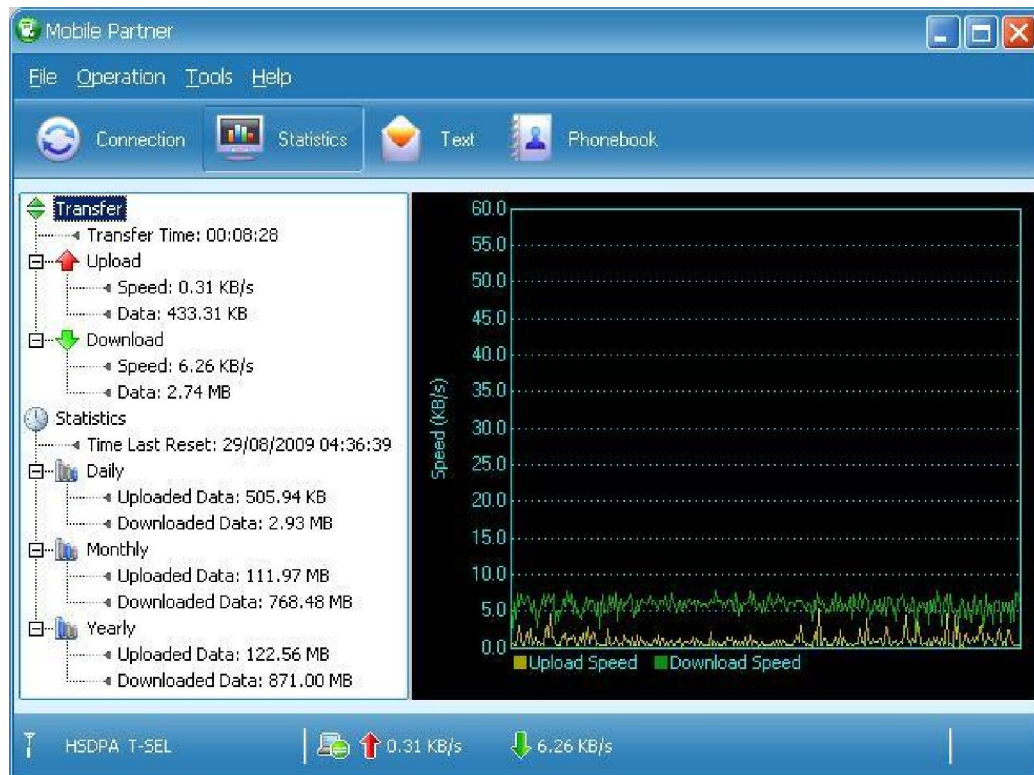 Mobile Partner
File Operation Tools Help
Connection Statistics Text Phonebook
Transfer
Transfer Time: 00:08:28
Upload
Speed: 0.31 KB/s
Data: 433.31 KB
Download
Speed: 6.26 KB/s
Data: 2.74 MB
Statistics
Time Last Reset: 29/08/2009 04:36:39
Daily
Uploaded Data: 505.94 KB
Downloaded Data: 2.93 MB
Monthly
Uploaded Data: 111.97 MB
Downloaded Data: 768.48 MB
Yearly
Uploaded Data: 122.56 MB
Downloaded Data: 871.00 MB
Speed (KB/s)
60.0
55.0
50.0
45.0
40.0
35.0
30.0
25.0
20.0
15.0
10.0
5.0
0.0
Upload Speed Download Speed
HSDPA T-SEL 0.31 KB/s 6.26 KB/s